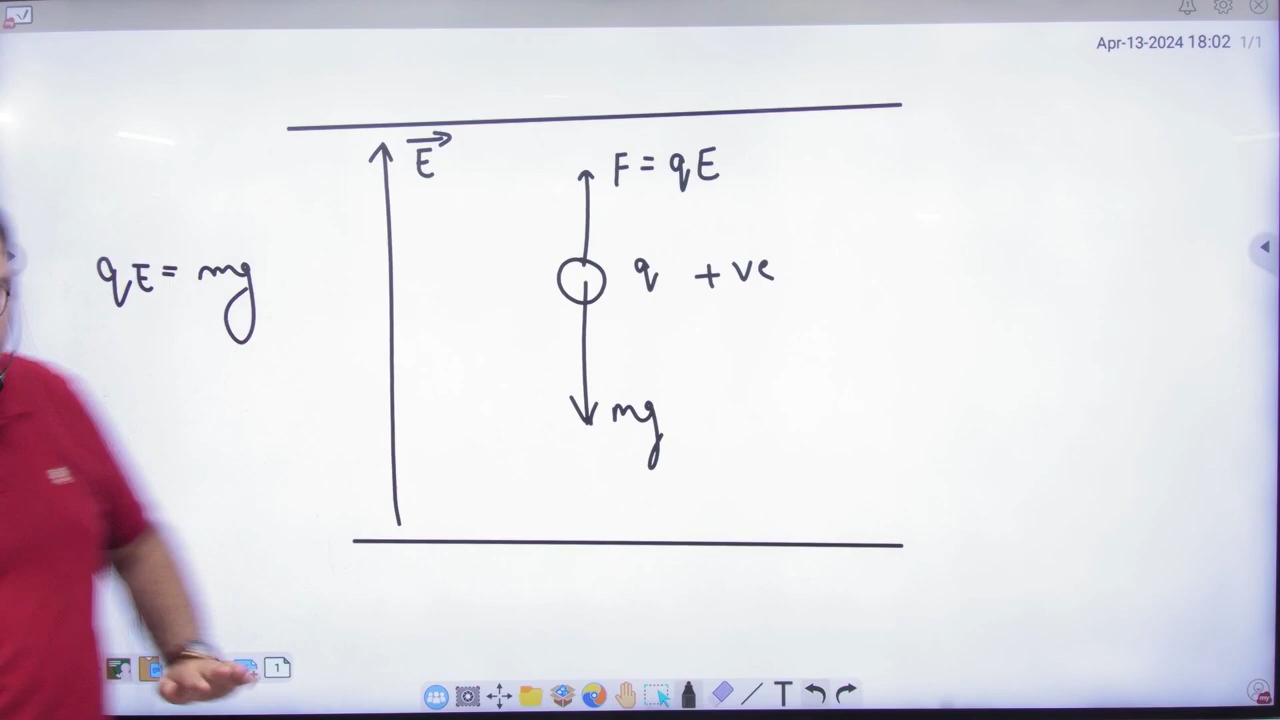 Apr-13-2024 18:02 1/1
E
F = qE
qE = mg
q +ve
mg
1
T